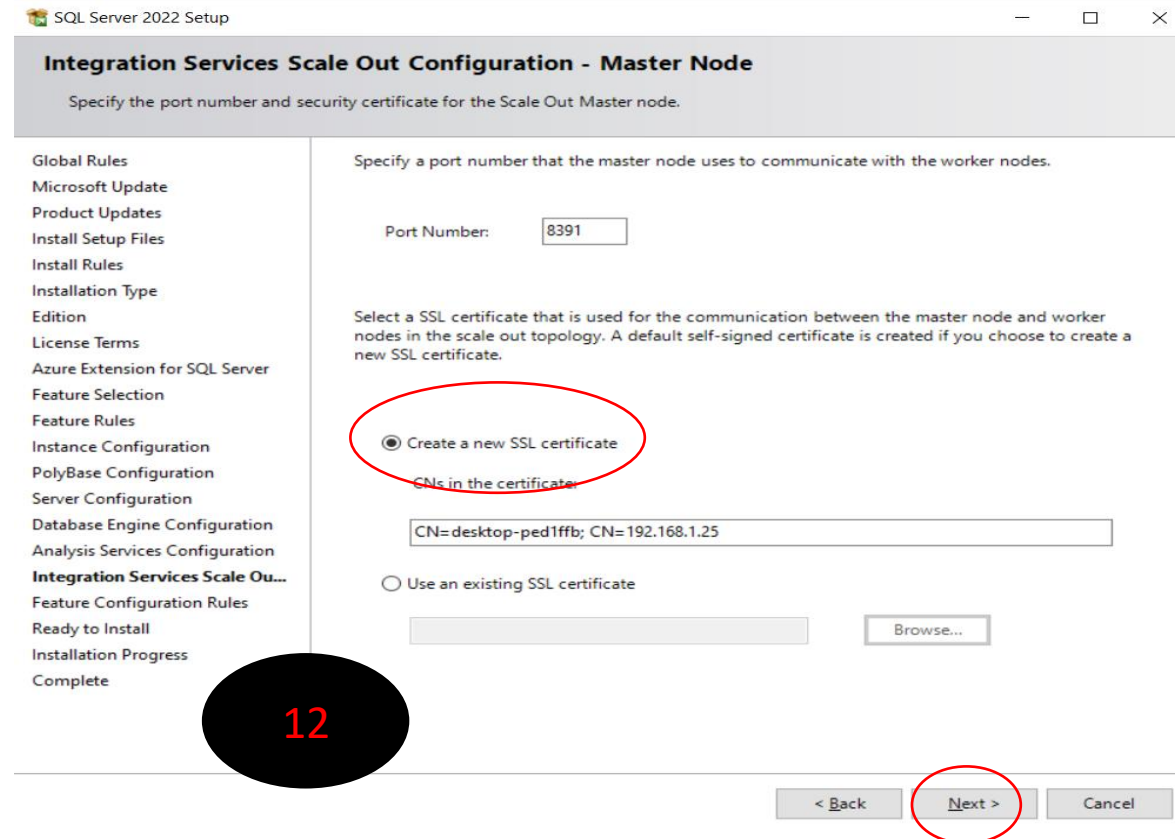 SQL Server 2022 Setup
Integration Services Scale Out Configuration - Master Node
Specify the port number and security certificate for the Scale Out Master node.
Global Rules
Microsoft Update
Product Updates
Install Setup Files
Install Rules
Installation Type
Edition
License Terms
Azure Extension for SQL Server
Feature Selection
Feature Rules
Instance Configuration
PolyBase Configuration
Server Configuration
Database Engine Configuration
Analysis Services Configuration
Integration Services Scale Ou...
Feature Configuration Rules
Ready to Install
Installation Progress
Complete
Specify a port number that the master node uses to communicate with the worker nodes.
Port Number: 8391
Select a SSL certificate that is used for the communication between the master node and worker
nodes in the scale out topology. A default self-signed certificate is created if you choose to create a
new SSL certificate.
Create a new SSL certificate
CNs in the certificate:
CN=desktop-ped1ffb; CN=192.168.1.25
Use an existing SSL certificate
Browse...
12
< Back Next > Cancel